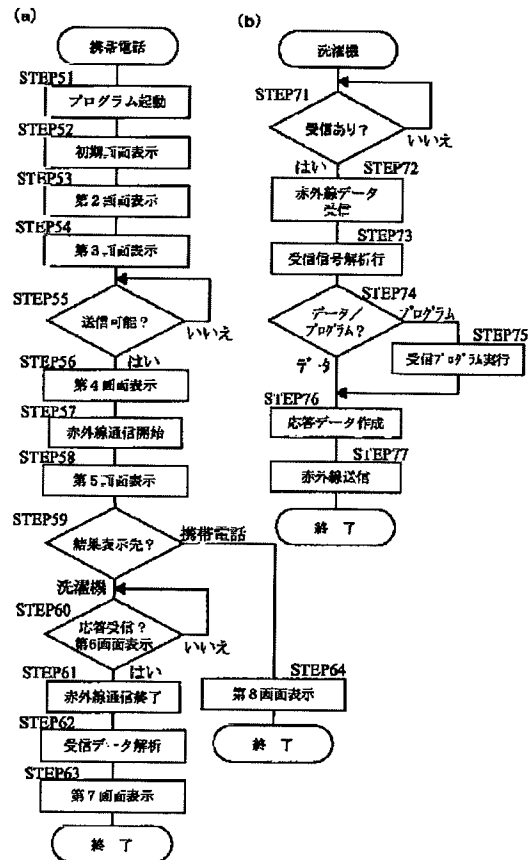 (a)
携帯電話
STEP51
プログラム起動
STEP52
初期画面表示
STEP53
第2画面表示
STEP54
第3画面表示
STEP55
送信可能?
いいえ
STEP56
はい
第4画面表示
STEP57
赤外線通信開始
STEP58
第5画面表示
STEP59
結果表示先?
携帯電話
洗濯機
STEP60
応答受信?
第6画面表示
いいえ
STEP61
はい
赤外線通信終了
STEP62
受信データ解析
STEP63
第7画面表示
終 了
STEP64
第8画面表示
終 了
(b)
洗濯機
STEP71
受信あり?
いいえ
はい
STEP72
赤外線データ
受信
STEP73
受信信号解析行
STEP74
データ/
プログラム?
プログラム
STEP75
受信プログラム実行
データ
STEP76
応答データ作成
STEP77
赤外線送信
終 了